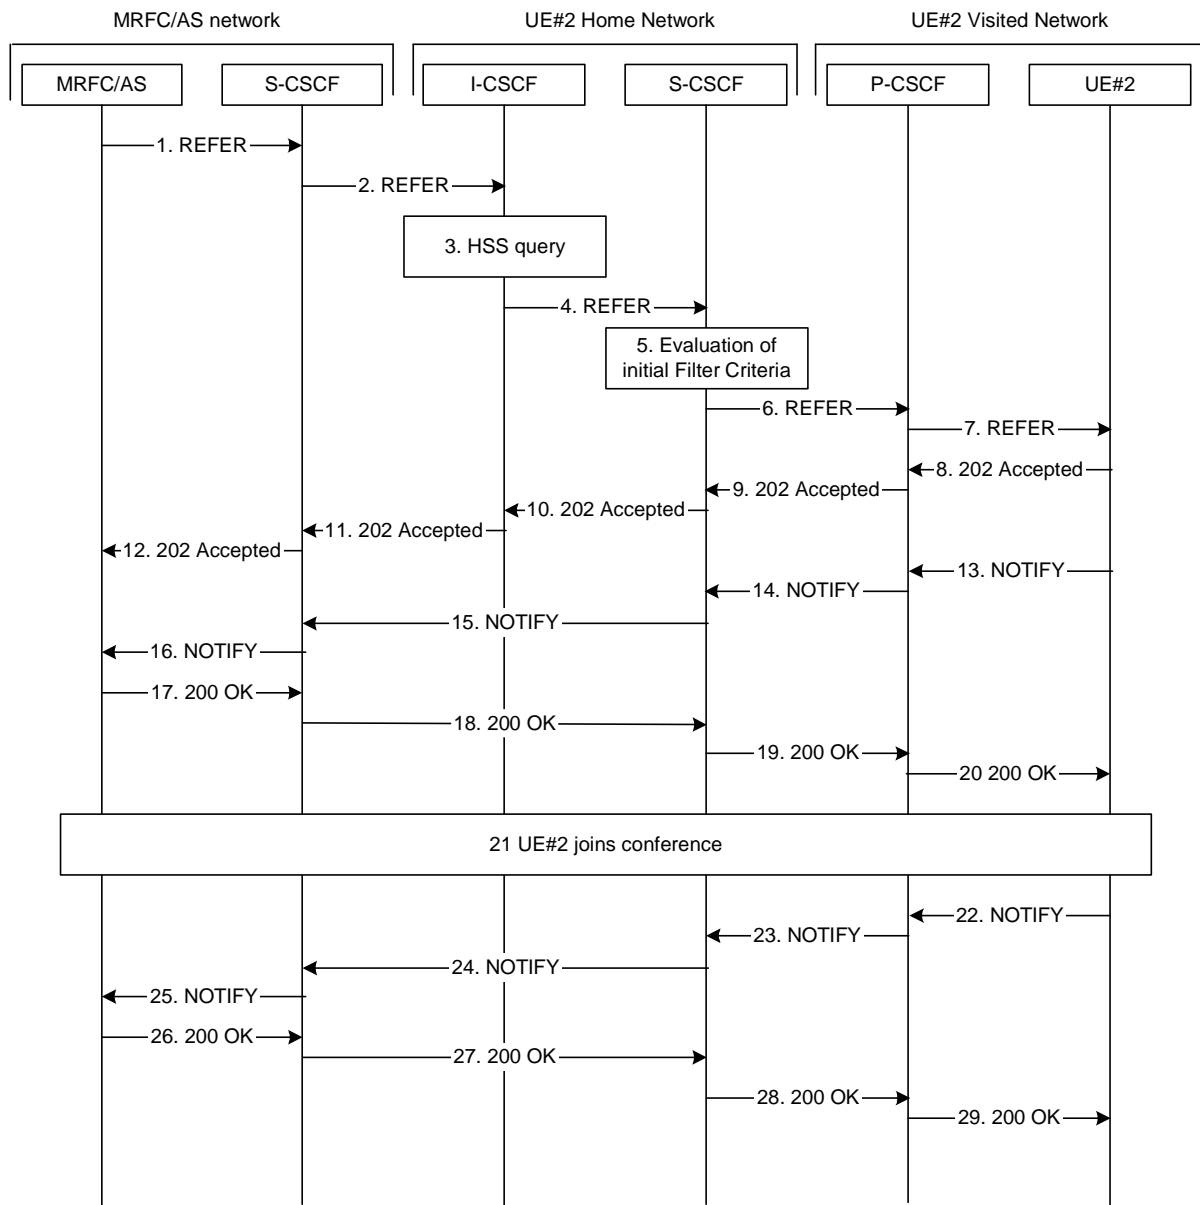 MRFC/AS network
UE#2 Home Network
UE#2 Visited Network
MRFC/AS
S-CSCF
I-CSCF
S-CSCF
P-CSCF
UE#2
1. REFER
2. REFER
3. HSS query
4. REFER
5. Evaluation of
initial Filter Criteria
6. REFER
7. REFER
8. 202 Accepted
9. 202 Accepted
10. 202 Accepted
11. 202 Accepted
12. 202 Accepted
13. NOTIFY
14. NOTIFY
15. NOTIFY
16. NOTIFY
17. 200 OK
18. 200 OK
19. 200 OK
20 200 OK
21 UE#2 joins conference
22. NOTIFY
23. NOTIFY
24. NOTIFY
25. NOTIFY
26. 200 OK
27. 200 OK
28. 200 OK
29. 200 OK